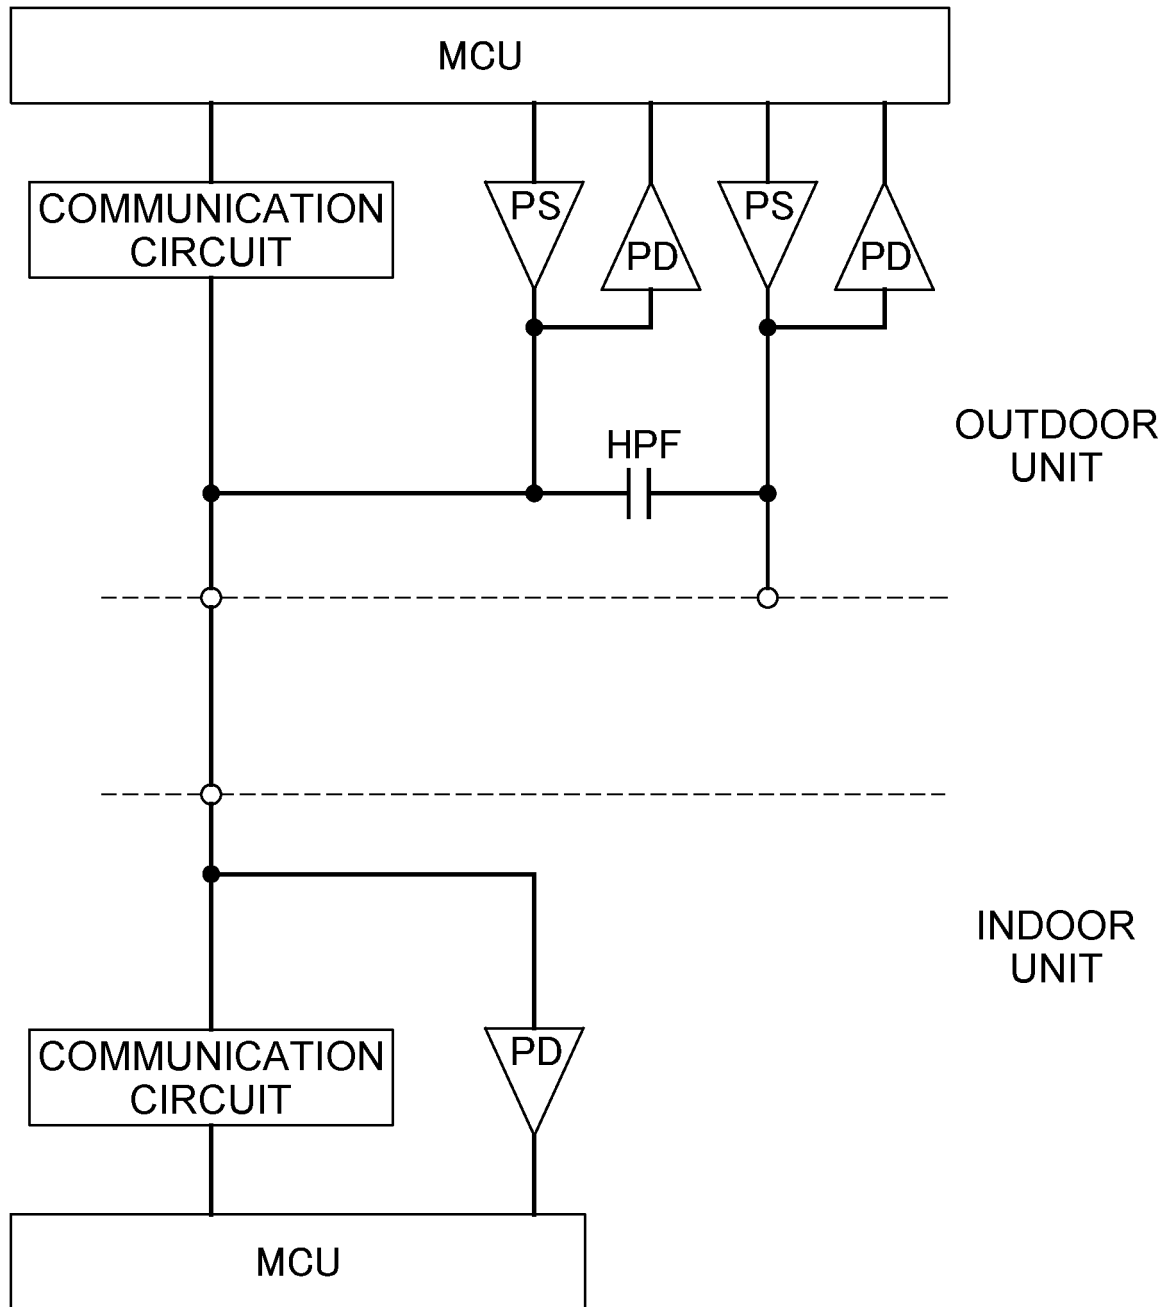 MCU
COMMUNICATION
CIRCUIT
PS
PD
PS
PD
HPF
OUTDOOR
UNIT
INDOOR
UNIT
COMMUNICATION
CIRCUIT
PD
MCU